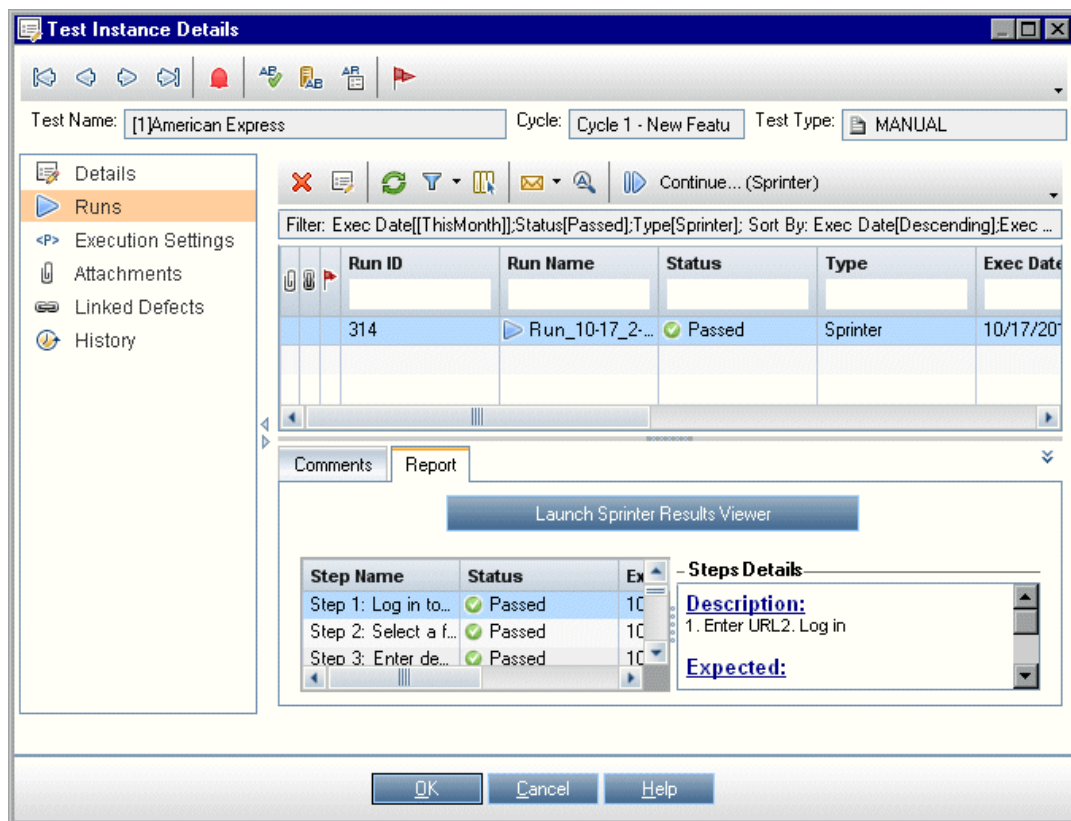 Test Instance Details
Test Name: [1]American Express Cycle: Cycle 1 - New Featu Test Type: MANUAL
Details
Runs
<P> Execution Settings
Attachments
Linked Defects
History
Continue... (Sprinter)
Filter: Exec Date[[ThisMonth]];Status[Passed];Type[Sprinter]; Sort By: Exec Date[Descending];Exec ...
Run ID Run Name Status Type Exec Date
314 Run_10-17_2-... Passed Sprinter 10/17/201
Comments Report
Launch Sprinter Results Viewer
Step Name Status Ex
Step 1: Log in to... Passed 10
Step 2: Select a f... Passed 10
Step 3: Enter de... Passed 10
Steps Details
Description:
1. Enter URL2. Log in
Expected:
OK Cancel Help